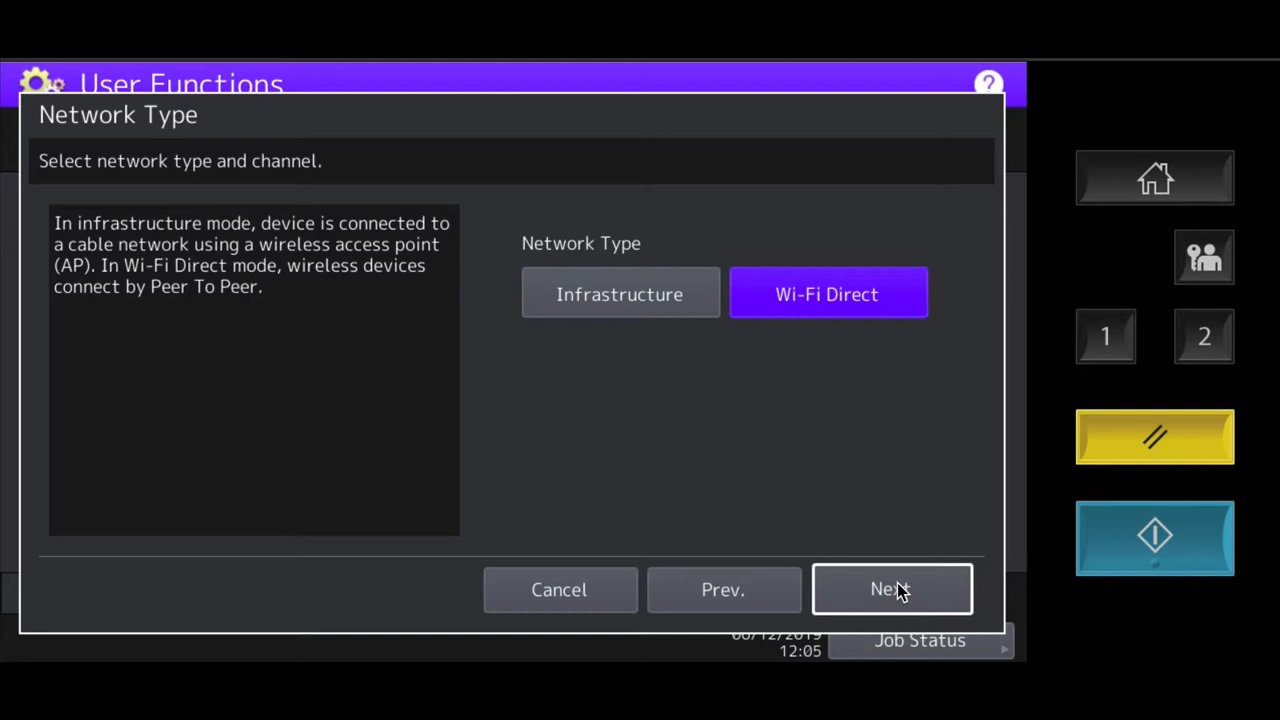 User Functions
?
Network Type
Select network type and channel.
In infrastructure mode, device is connected to
a cable network using a wireless access point
(AP). In Wi-Fi Direct mode, wireless devices
connect by Peer To Peer.
Network Type
Infrastructure
Wi-Fi Direct
1
2
Cancel
Prev.
Next
12:05
Job Status